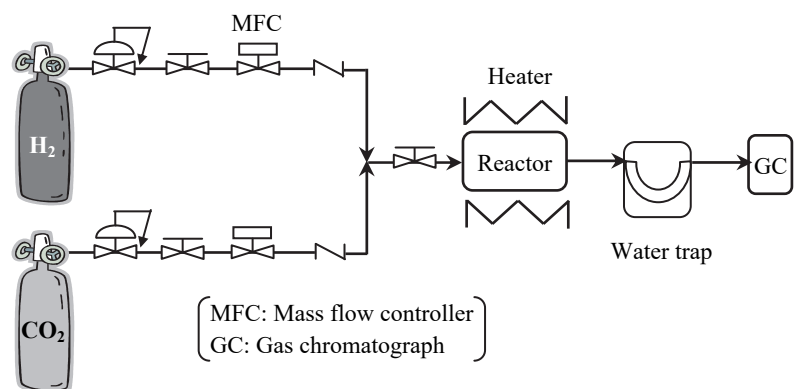 MFC
H₂
Heater
Reactor
GC
Water trap
CO₂
MFC: Mass flow controller
GC: Gas chromatograph